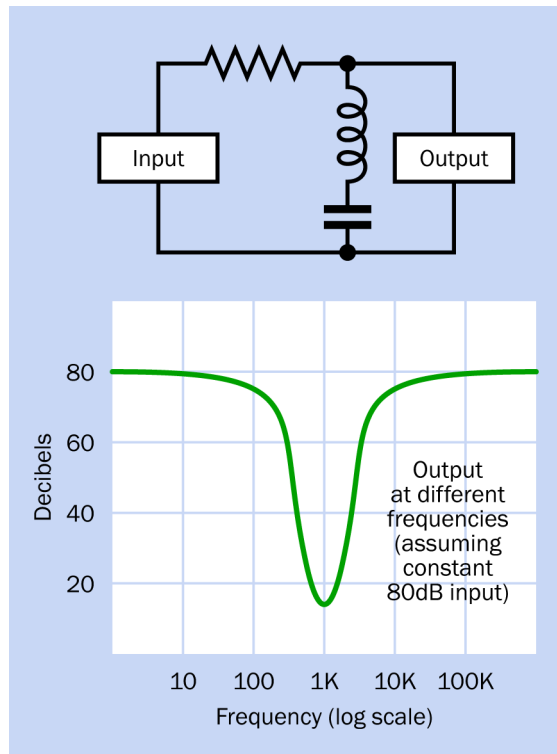 Input
Output
80
60
40
20
Decibels
Output
at different
frequencies
(assuming
constant
80dB input)
10 100 1K 10K 100K
Frequency (log scale)